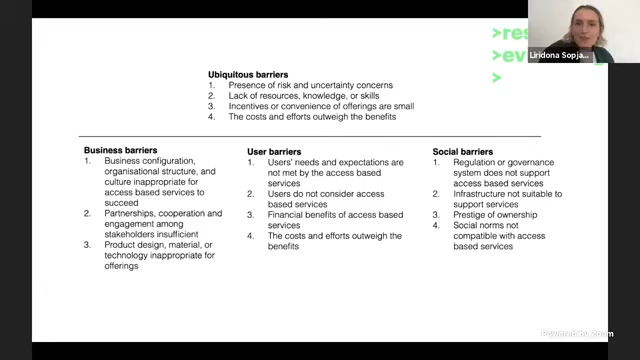 >res
>ev
>
Liridona Sopja...
Ubiquitous barriers
1. Presence of risk and uncertainty concerns
2. Lack of resources, knowledge, or skills
3. Incentives or convenience of offerings are small
4. The costs and efforts outweigh the benefits
Business barriers
1. Business configuration,
organisational structure, and
culture inappropriate for
access based services to
succeed
2. Partnerships, cooperation and
engagement among
stakeholders insufficient
3. Product design, material, or
technology inappropriate for
offerings
User barriers
1. Users' needs and expectations are
not met by the access based
services
2. Users do not consider access
based services
3. Financial benefits of access based
services
4. The costs and efforts outweigh the
benefits
Social barriers
1. Regulation or governance
system does not support
access based services
2. Infrastructure not suitable to
support services
3. Prestige of ownership
4. Social norms not
compatible with access
based services
Powered by Zoom